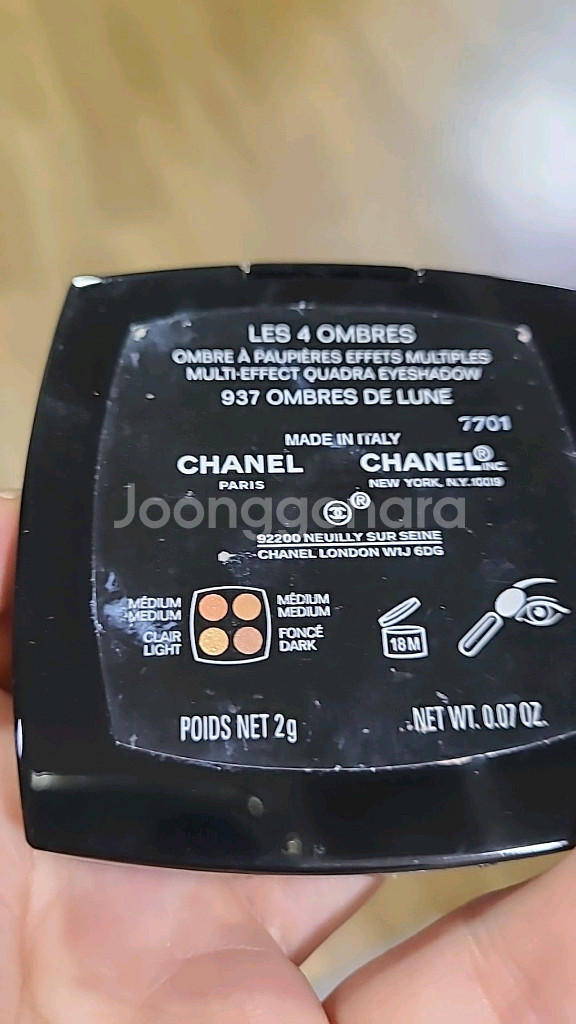 LES 4 OMBRES
OMBRE À PAUPIÈRES EFFETS MULTIPLES
MULTI-EFFECT QUADRA EYESHADOW
937 OMBRES DE LUNE
7701
MADE IN ITALY
CHANEL CHANEL® INC.
PARIS NEW YORK, N.Y. 10019
®
Joonggonara
92200 NEUILLY SUR SEINE
CHANEL LONDON W1J 6DG
MÉDIUM MÉDIUM
MEDIUM MEDIUM
CLAIR FONCÉ
LIGHT DARK
18M
POIDS NET 2g NET WT. 0.07 OZ.